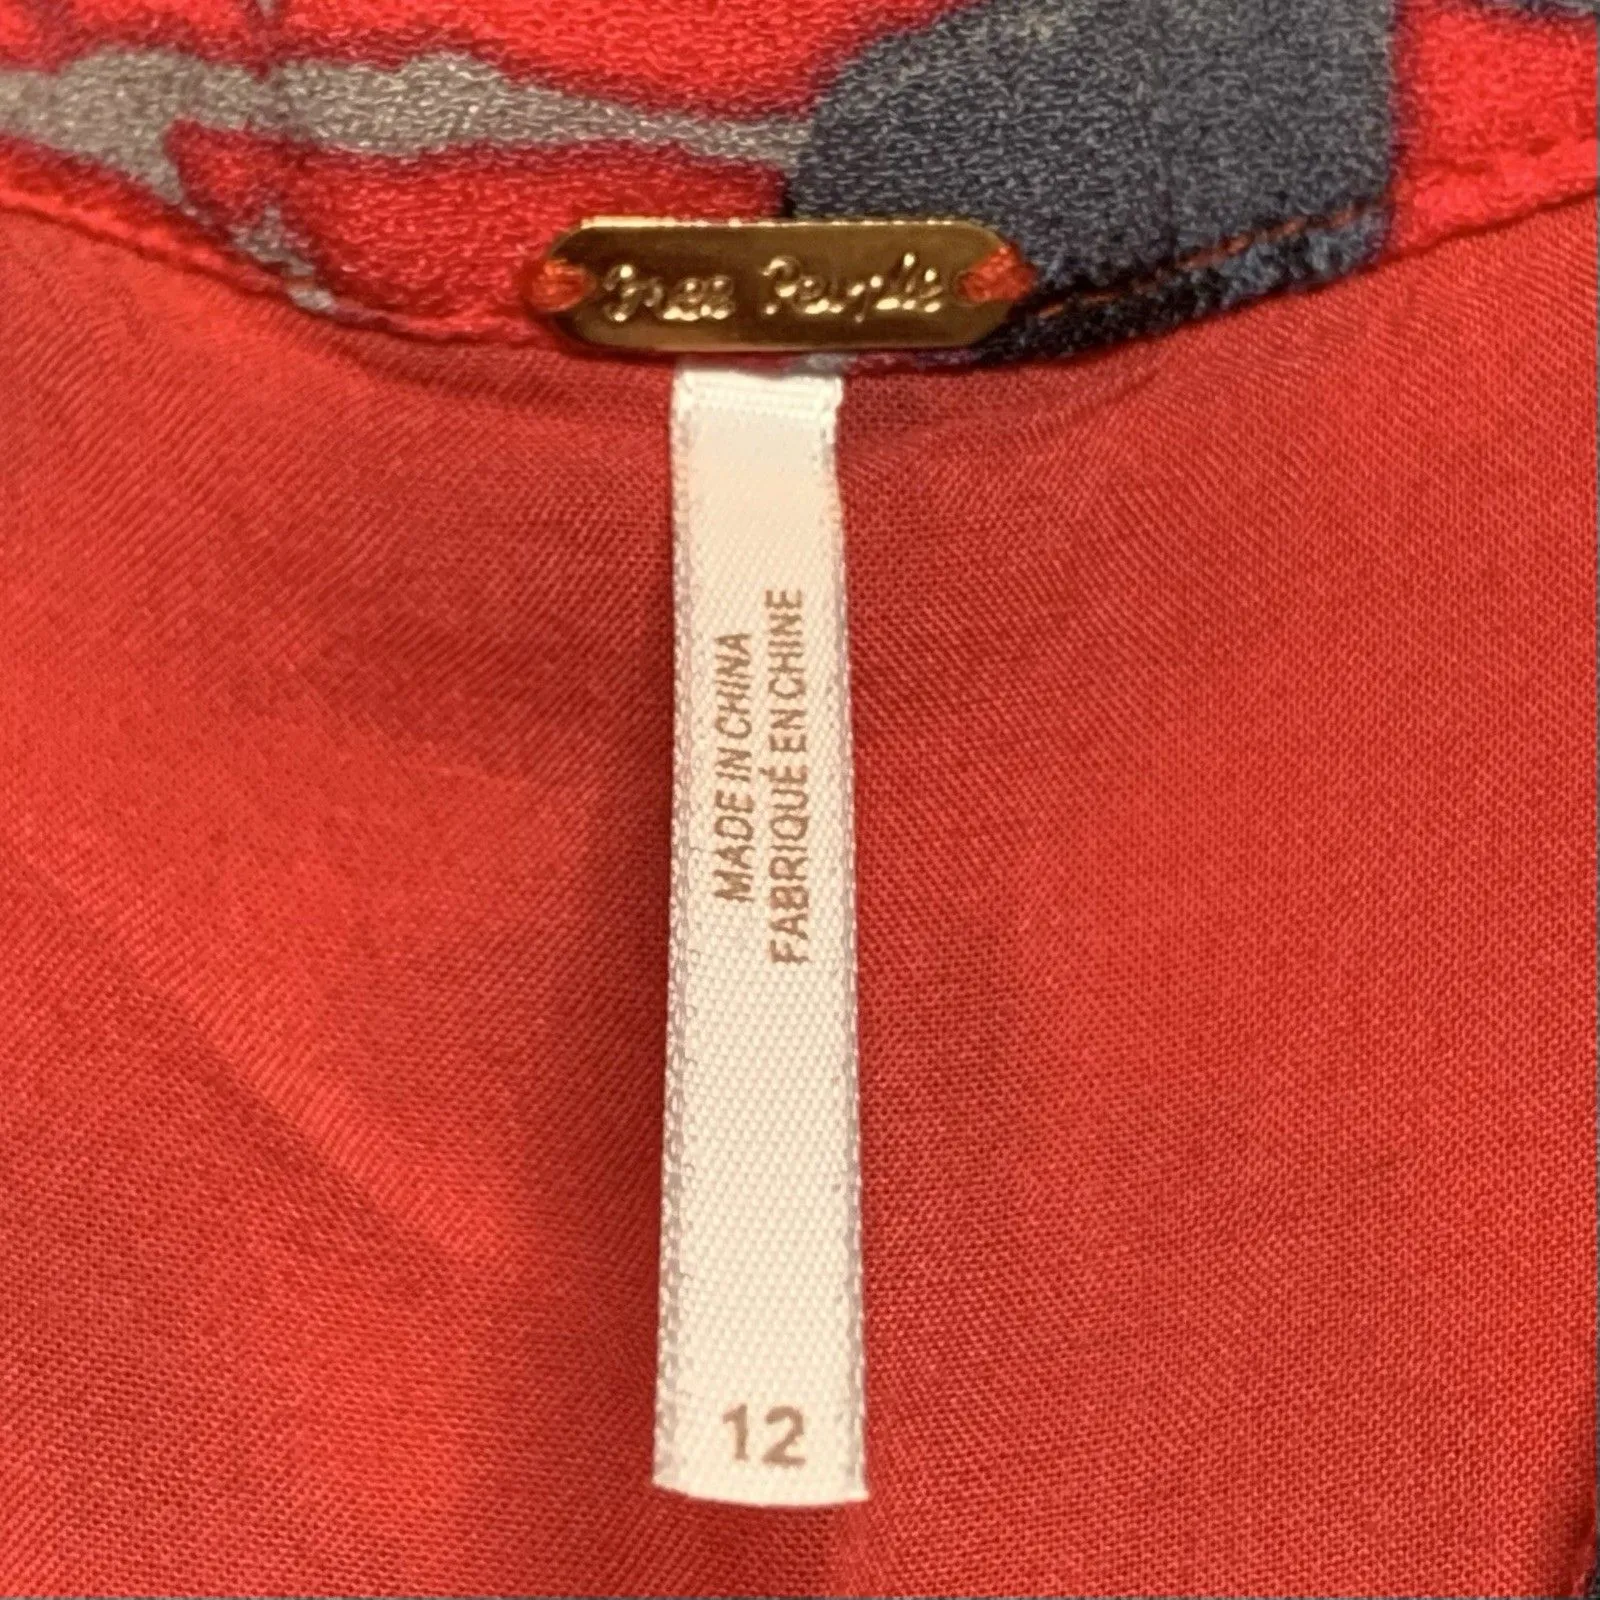 Free People
MADE IN CHINA
FABRIQUÉ EN CHINE
12